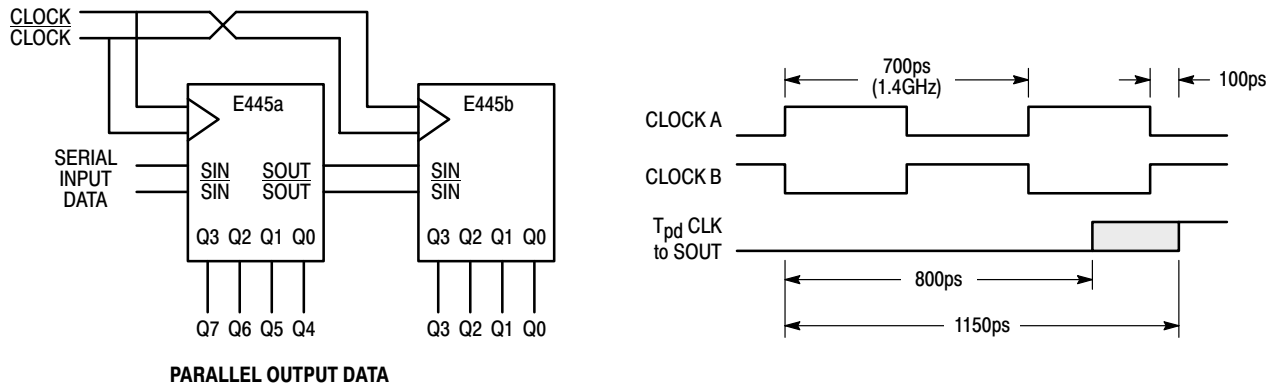 CLOCK
CLOCK
E445a
E445b
SERIAL
INPUT
DATA
SIN
SIN
SOUT
SOUT
SIN
SIN
Q3 Q2 Q1 Q0
Q3 Q2 Q1 Q0
Q7 Q6 Q5 Q4
Q3 Q2 Q1 Q0
PARALLEL OUTPUT DATA
700ps
(1.4GHz)
100ps
CLOCK A
CLOCK B
Tpd CLK
to SOUT
800ps
1150ps